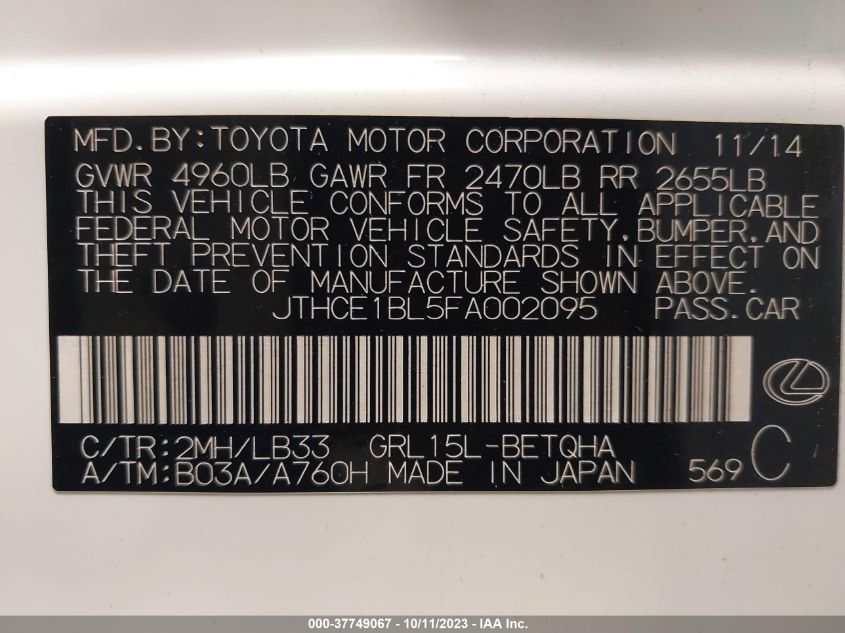 MFD.BY:TOYOTA MOTOR CORPORATION 11/14
GVWR 4960LB GAWR FR 2470LB RR 2655LB
THIS VEHICLE CONFORMS TO ALL APPLICABLE
FEDERAL MOTOR VEHICLE SAFETY,BUMPER,AND
THEFT PREVENTION STANDARDS IN EFFECT ON
THE DATE OF MANUFACTURE SHOWN ABOVE.
JTHCE1BL5FA002095 PASS.CAR
C/TR:2MH/LB33 GRL15L-BETQHA
A/TM:B03A/A760H MADE IN JAPAN 569 C
000-37749067 - 10/11/2023 - IAA Inc.